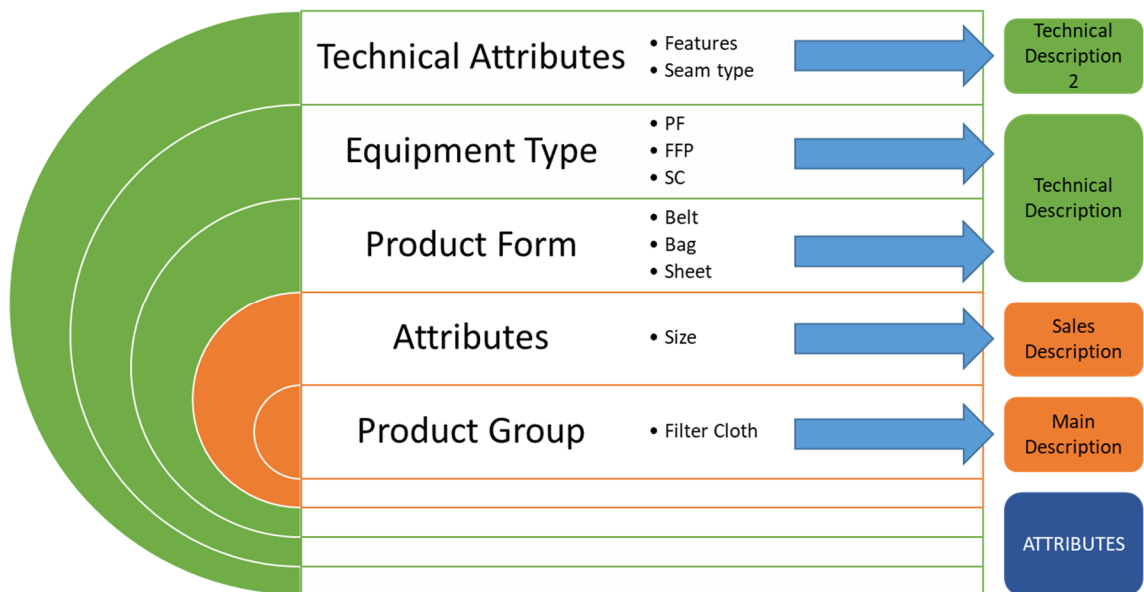 Technical Attributes
• Features
• Seam type
Technical
Description
2
Equipment Type
• PF
• FFP
• SC
Product Form
• Belt
• Bag
• Sheet
Technical
Description
Attributes
• Size
Sales
Description
Product Group
• Filter Cloth
Main
Description
ATTRIBUTES